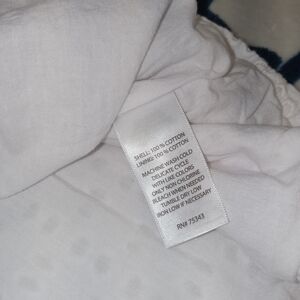 SHELL: 100 % COTTON
LINING: 100 % COTTON
MACHINE WASH COLD
DELICATE CYCLE
WITH LIKE COLORS
ONLY NON CHLORINE
BLEACH WHEN NEEDED
TUMBLE DRY LOW
IRON LOW IF NECESSARY
RN# 75343